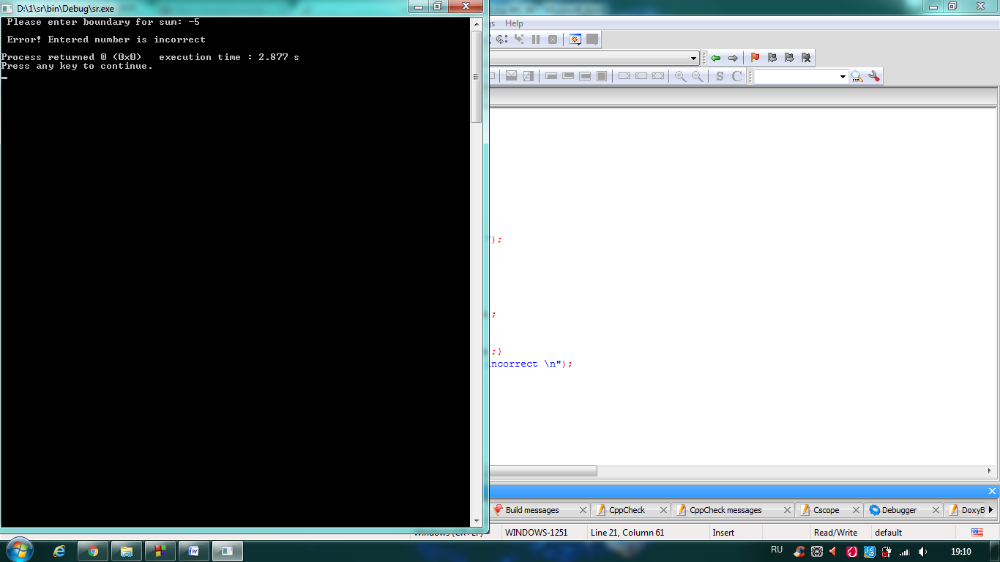 D:\1\sr\bin\Debug\sr.exe
Please enter boundary for sum: -5
Error! Entered number is incorrect
Process returned 0 (0x0)   execution time : 2.877 s
Press any key to continue.
Help
S C
");
;
;}
incorrect \n");
Build messages
CppCheck
CppCheck messages
Cscope
Debugger
DoxyB
WINDOWS-1251
Line 21, Column 61
Insert
Read/Write
default
RU
19:10